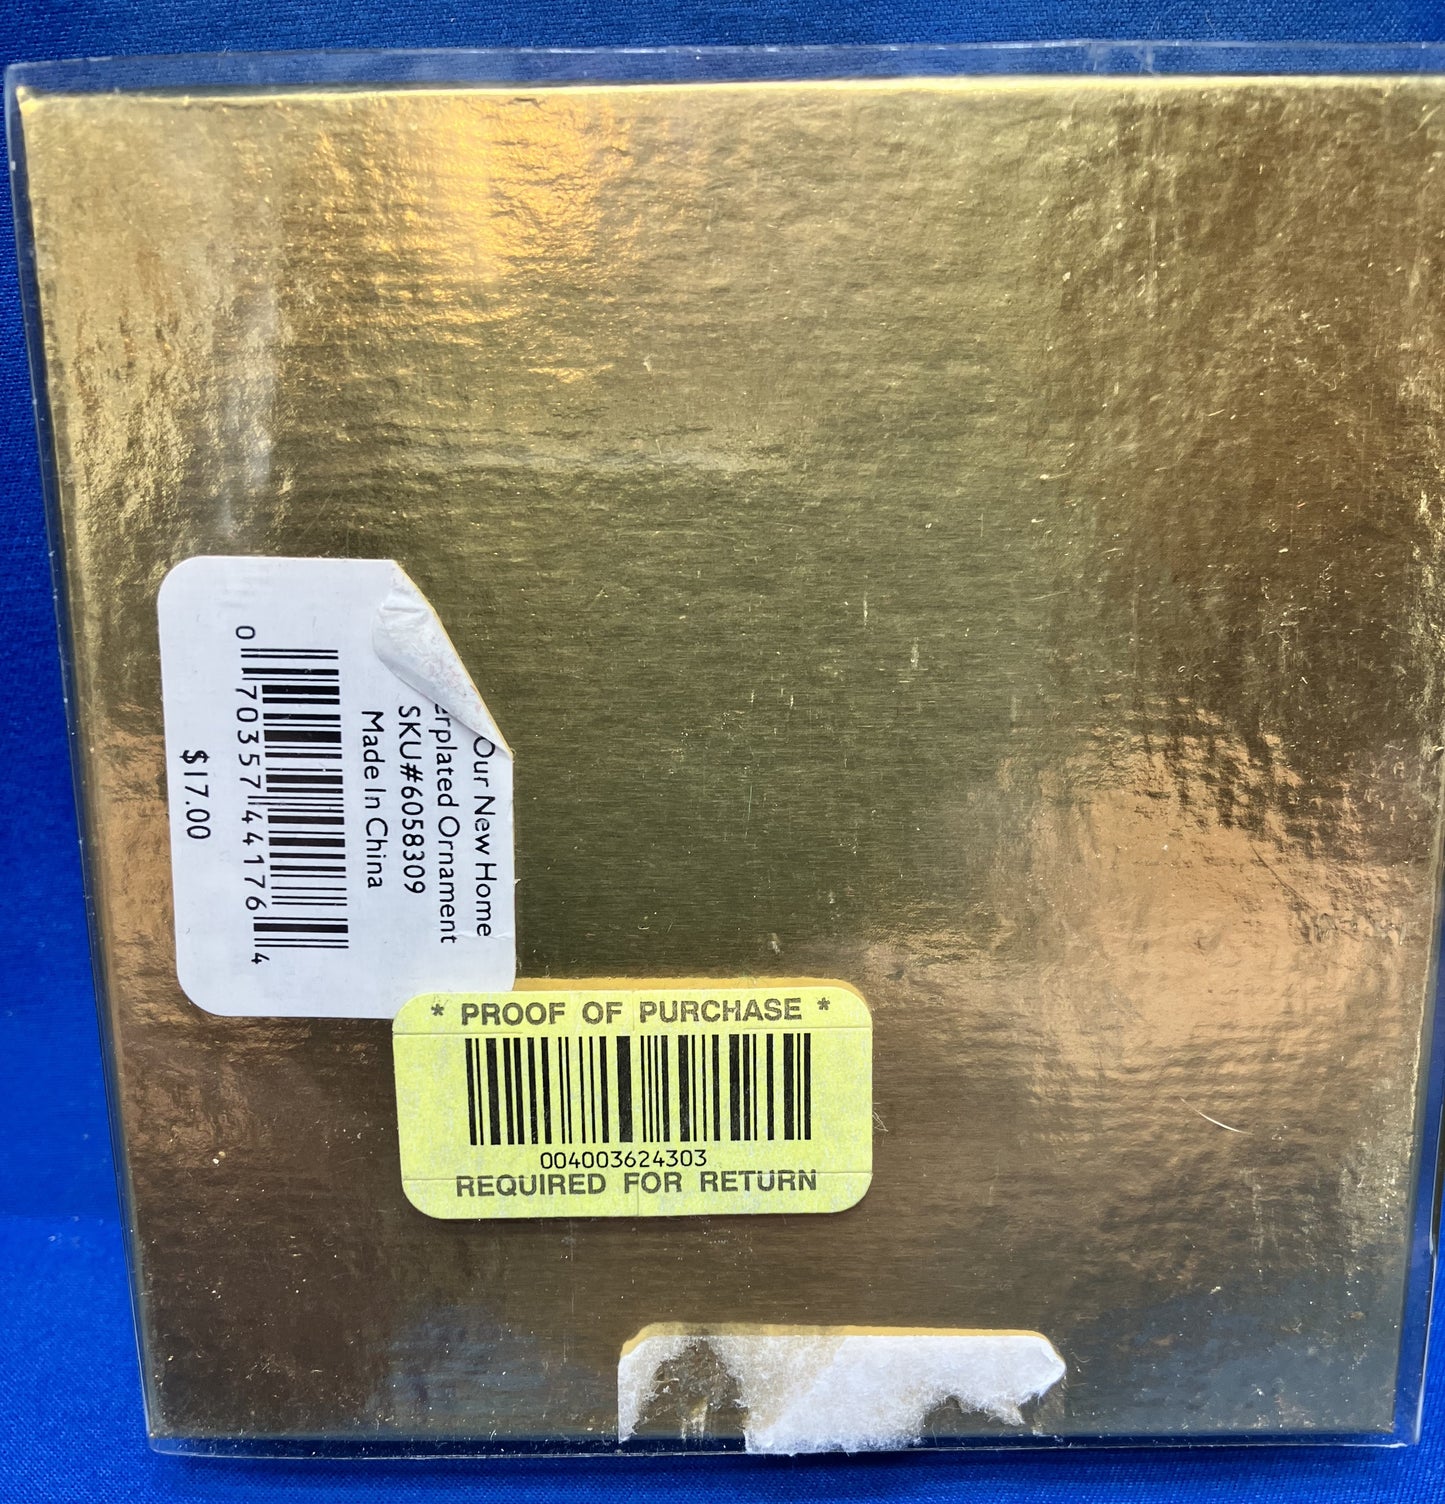 Our New Home
erplated Ornament
SKU#6058309
Made In China
0 70357 44176 4
$17.00
* PROOF OF PURCHASE *
004003624303
REQUIRED FOR RETURN